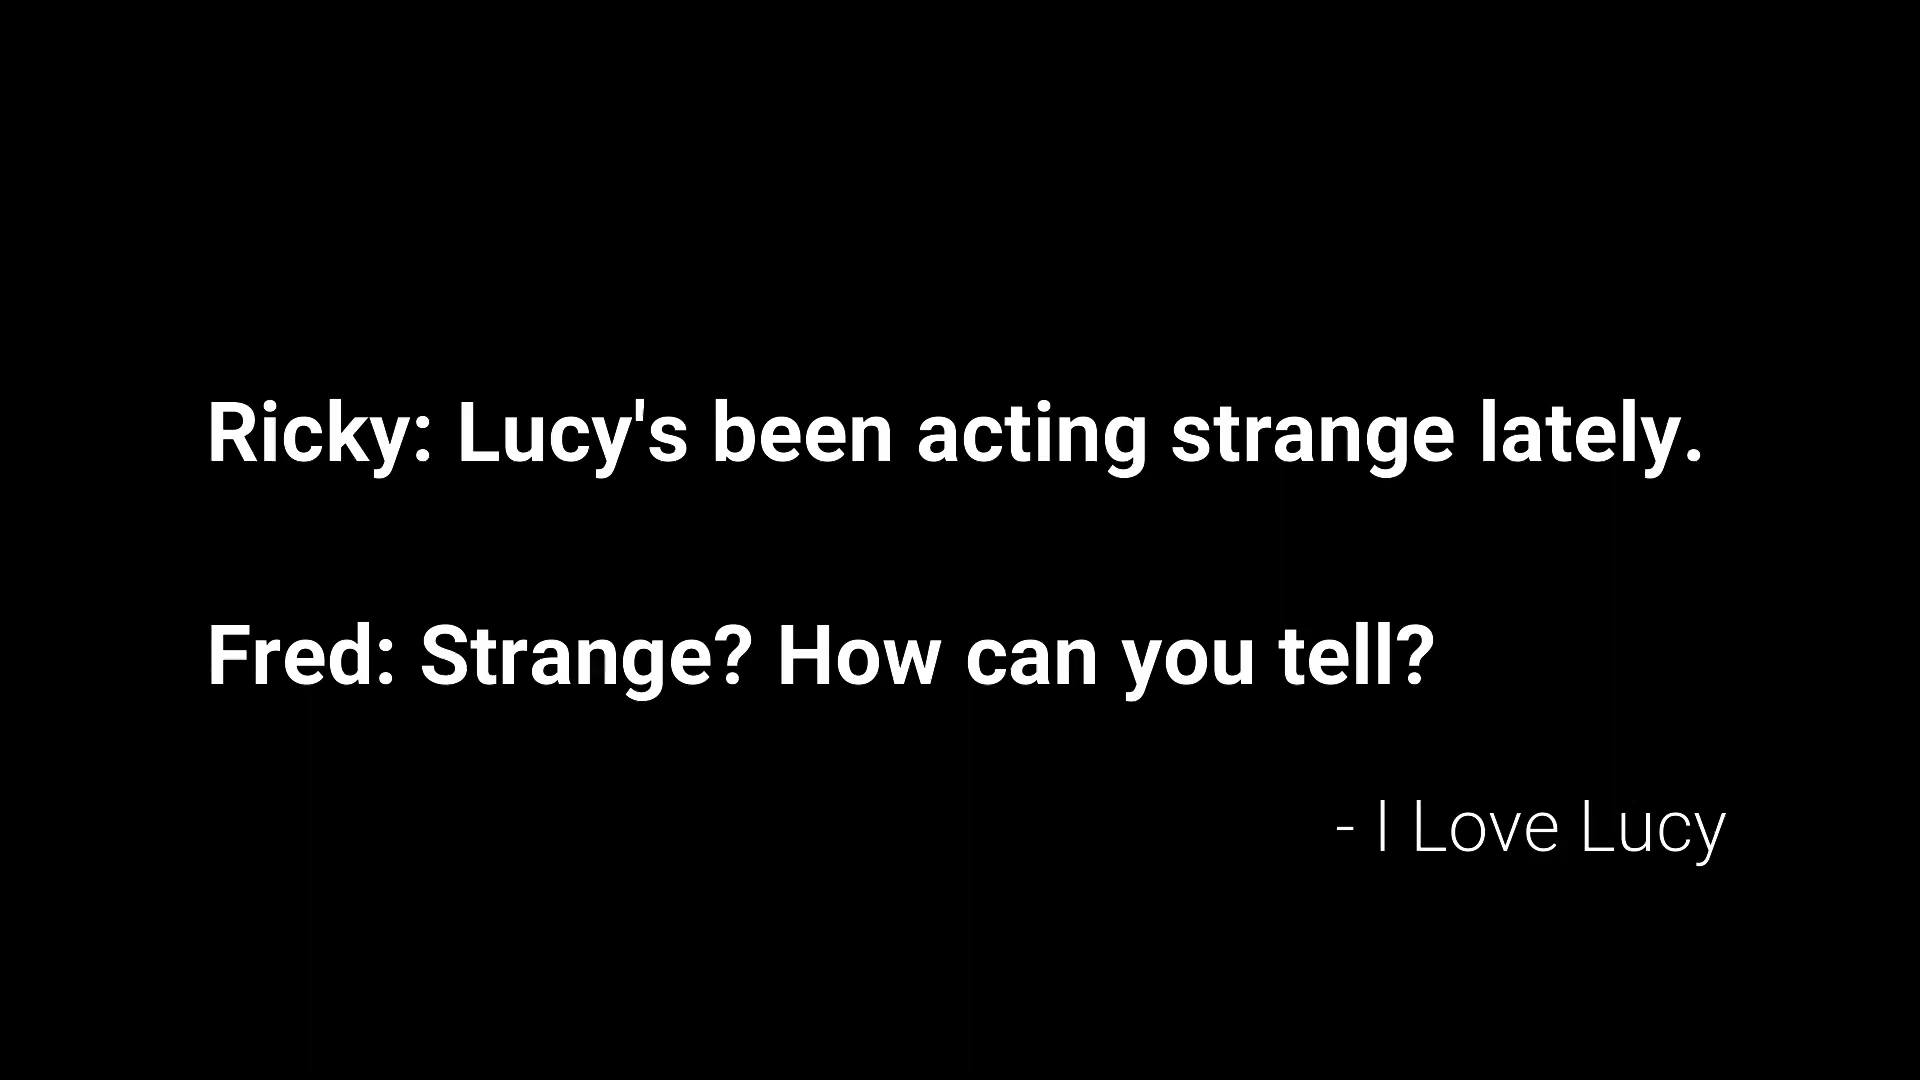 Ricky: Lucy's been acting strange lately.
Fred: Strange? How can you tell?
- I Love Lucy